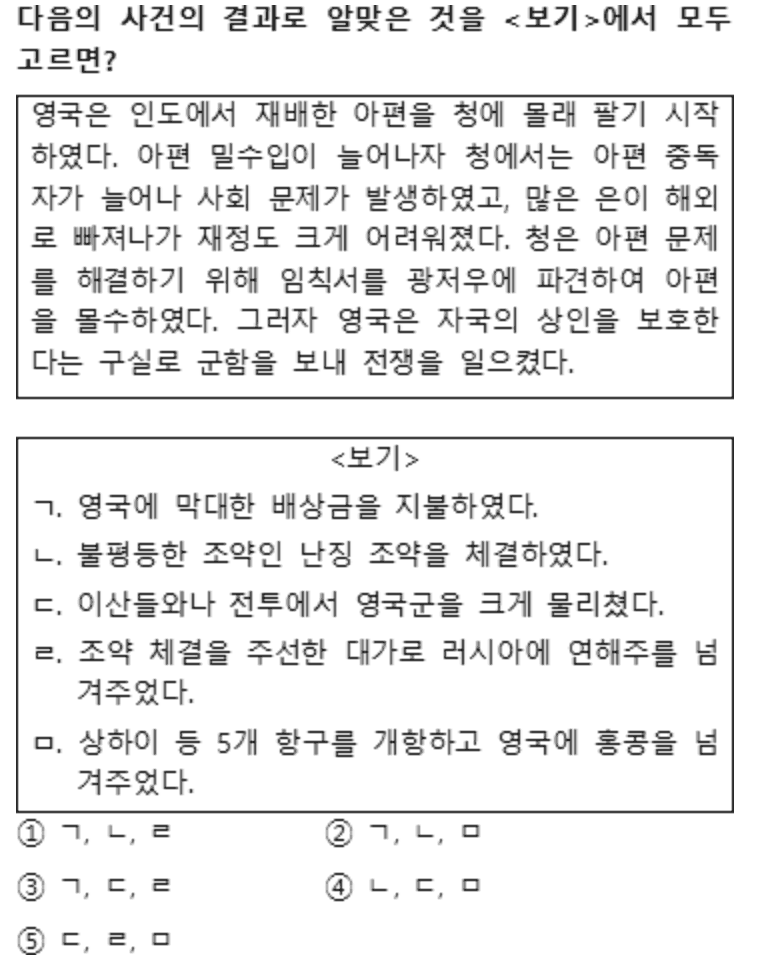 다음의 사건의 결과로 알맞은 것을 <보기>에서 모두
고르면?
영국은 인도에서 재배한 아편을 청에 몰래 팔기 시작
하였다. 아편 밀수입이 늘어나자 청에서는 아편 중독
자가 늘어나 사회 문제가 발생하였고, 많은 은이 해외
로 빠져나가 재정도 크게 어려워졌다. 청은 아편 문제
를 해결하기 위해 임칙서를 광저우에 파견하여 아편
을 몰수하였다. 그러자 영국은 자국의 상인을 보호한
다는 구실로 군함을 보내 전쟁을 일으켰다.
<보기>
ㄱ. 영국에 막대한 배상금을 지불하였다.
ㄴ. 불평등한 조약인 난징 조약을 체결하였다.
ㄷ. 이산들와나 전투에서 영국군을 크게 물리쳤다.
ㄹ. 조약 체결을 주선한 대가로 러시아에 연해주를 넘
겨주었다.
ㅁ. 상하이 등 5개 항구를 개항하고 영국에 홍콩을 넘
겨주었다.
① ㄱ, ㄴ, ㄹ ② ㄱ, ㄴ, ㅁ
③ ㄱ, ㄷ, ㄹ ④ ㄴ, ㄷ, ㅁ
⑤ ㄷ, ㄹ, ㅁ